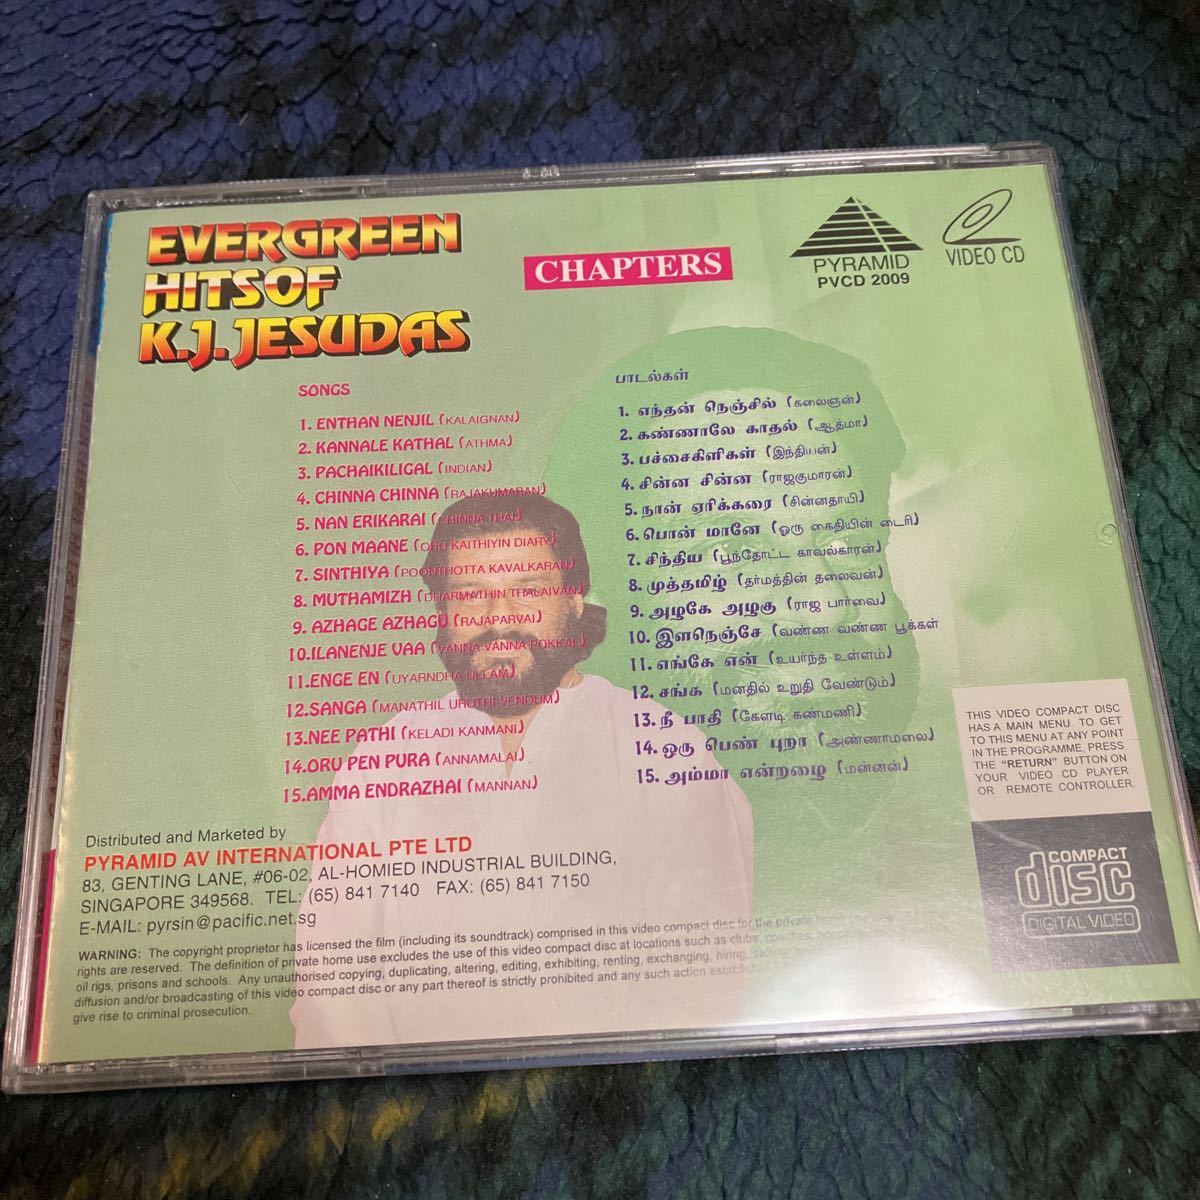 EVERGREEN
HITS OF
K.J. JESUDAS
CHAPTERS
PYRAMID
PVCD 2009
VIDEO CD
SONGS
1. ENTHAN NENJIL (KALAIGNAN)
2. KANNALE KATHAL (ATHMA)
3. PACHAIKILIGAL (INDIAN)
4. CHINNA CHINNA (RAJAKUMARAN)
5. NAN ERIKARAI (CHINNA THAI)
6. PON MAANE (ORU KAITHIYIN DIARY)
7. SINTHIYA (POONTHOTTA KAVALKARAN)
8. MUTHAMIZH (DHARMATHIN THALAIVAN)
9. AZHAGE AZHAGU (RAJAPARVAI)
10.ILANENJE VAA (VANNA VANNA POKKAL)
11.ENGE EN (UYARNDHA ULLAM)
12.SANGA (MANATHIL URUTHI VENDUM)
13.NEE PATHI (KELADI KANMANI)
14.ORU PEN PURA (ANNAMALAI)
15.AMMA ENDRAZHAI (MANNAN)
பாடல்கள்
1. எந்தன் நெஞ்சில் (கலைஞன்)
2. கண்ணாலே காதல் (ஆத்மா)
3. பச்சைகிளிகள் (இந்தியன்)
4. சின்ன சின்ன (ராஜகுமாரன்)
5. நான் ஏரிக்கரை (சின்னதாயி)
6. பொன் மானே (ஒரு கைதியின் டைரி)
7. சிந்திய (பூந்தோட்ட காவல்காரன்)
8. முத்தமிழ் (தர்மத்தின் தலைவன்)
9. அழகே அழகு (ராஜ பார்வை)
10. இளநெஞ்சே (வண்ண வண்ண பூக்கள்
11. எங்கே என் (உயர்ந்த உள்ளம்)
12. சங்க (மனதில் உறுதி வேண்டும்)
13. நீ பாதி (கேளடி கண்மணி)
14. ஒரு பெண் புறா (அண்ணாமலை)
15. அம்மா என்றழை (மன்னன்)
THIS VIDEO COMPACT DISC
HAS A MAIN MENU. TO GET
TO THIS MENU AT ANY POINT
IN THE PROGRAMME, PRESS
THE "RETURN" BUTTON ON
YOUR VIDEO CD PLAYER
OR REMOTE CONTROLLER.
COMPACT
disc
DIGITAL VIDEO
Distributed and Marketed by
PYRAMID AV INTERNATIONAL PTE LTD
83, GENTING LANE, #06-02, AL-HOMIED INDUSTRIAL BUILDING,
SINGAPORE 349568. TEL: (65) 841 7140 FAX: (65) 841 7150
E-MAIL: pyrsin@pacific.net.sg
WARNING: The copyright proprietor has licensed the film (including its soundtrack) comprised in this video compact disc for the private home use
rights are reserved. The definition of private home use excludes the use of this video compact disc at locations such as clubs, coaches,
oil rigs, prisons and schools. Any unauthorised copying, duplicating, altering, editing, exhibiting, renting, exchanging, hiring,
diffusion and/or broadcasting of this video compact disc or any part thereof is strictly prohibited and any such action
give rise to criminal prosecution.